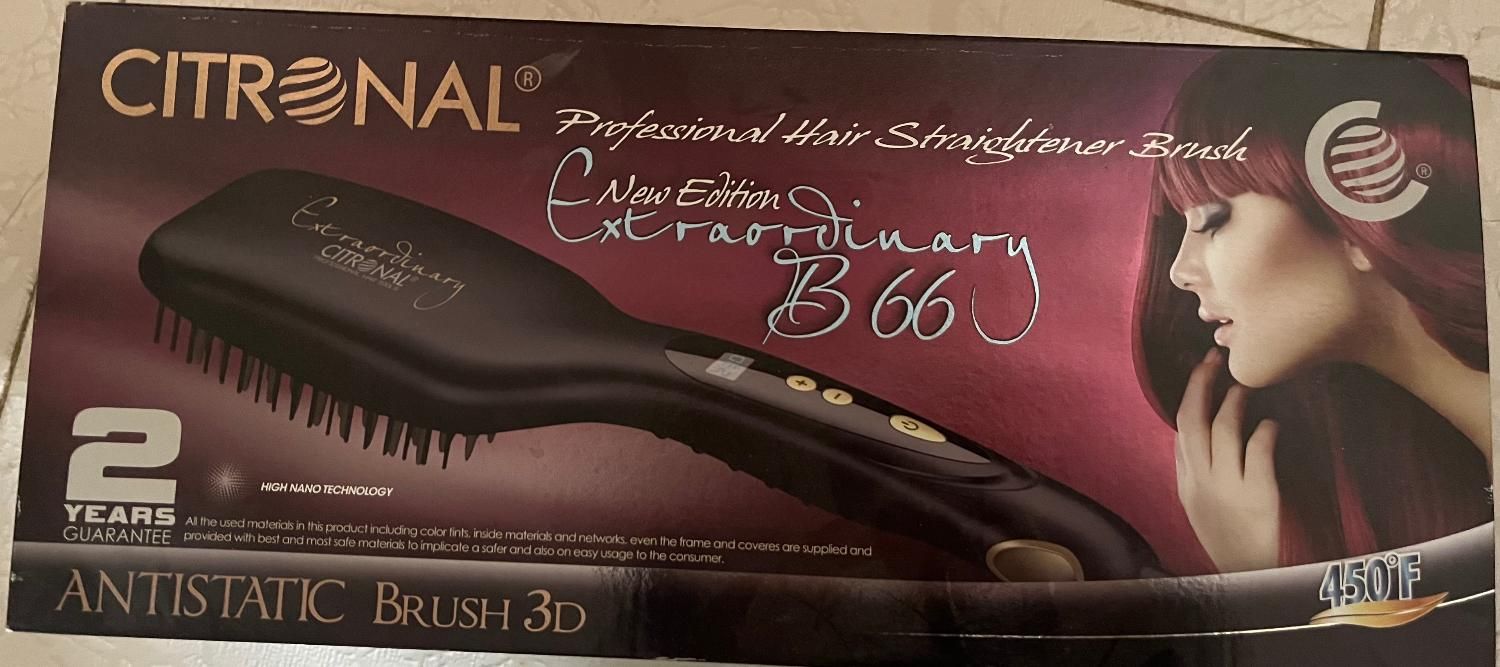 CITRONAL®
Professional Hair Straightener Brush
New Edition
Extraordinary
B 66
Extraordinary
CITRONAL®
C®
2
YEARS
GUARANTEE
HIGH NANO TECHNOLOGY
All the used materials in this product including color tints, inside materials and networks, even the frame and coveres are supplied and
provided with best and most safe materials to implicate a safer and also on easy usage to the consumer.
ANTISTATIC BRUSH 3D
450°F